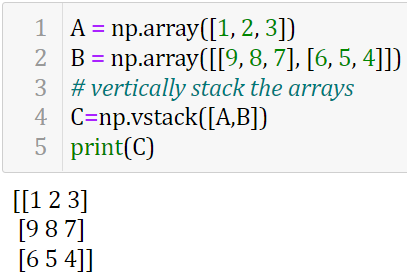 1 A = np.array([1, 2, 3])
2 B = np.array([[9, 8, 7], [6, 5, 4]])
3 # vertically stack the arrays
4 C=np.vstack([A,B])
5 print(C)
[[1 2 3]
[9 8 7]
[6 5 4]]